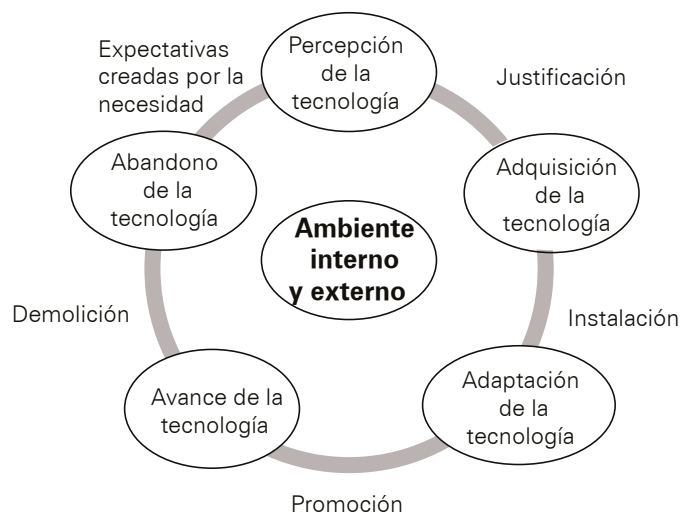 Percepción
de la
tecnología
Justificación
Adquisición
de la
tecnología
Instalación
Adaptación
de la
tecnología
Promoción
Avance de la
tecnología
Demolición
Abandono
de la
tecnología
Expectativas
creadas por la
necesidad
Ambiente
interno
y externo